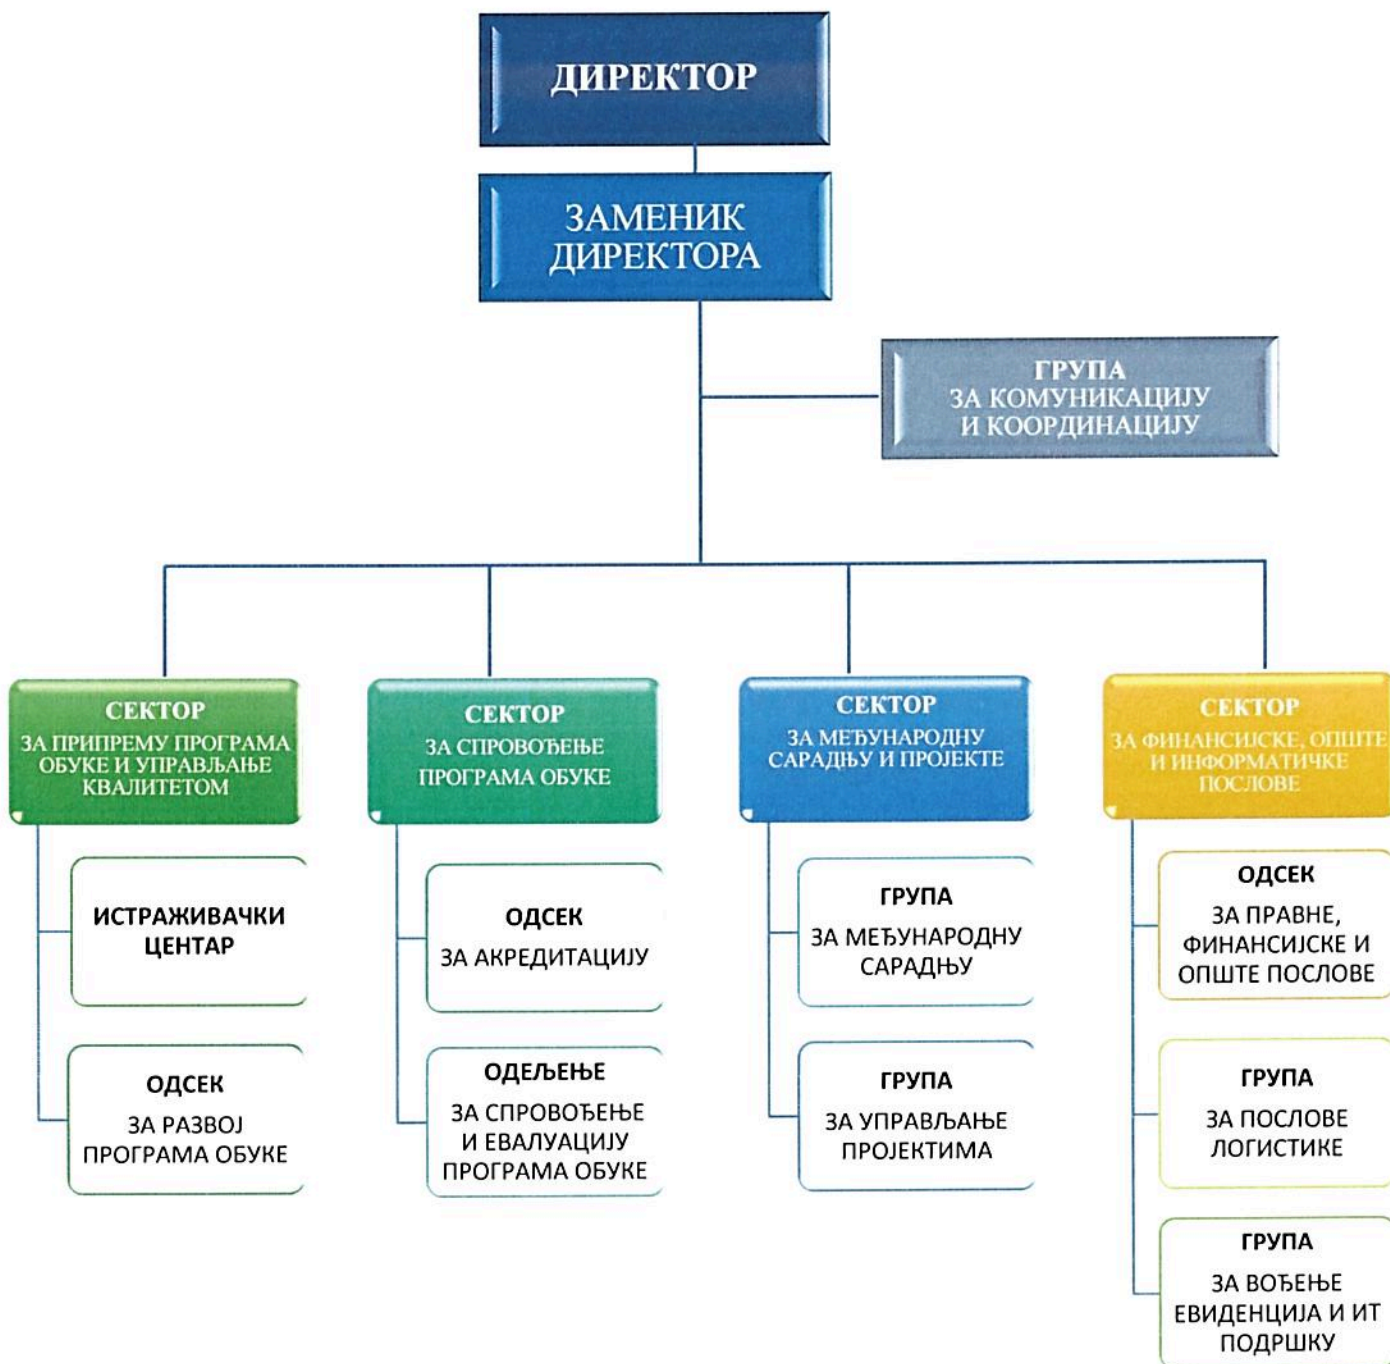 ДИРЕКТОР
ЗАМЕНИК
ДИРЕКТОРА
ГРУПА
ЗА КОМУНИКАЦИЈУ
И КООРДИНАЦИЈУ
СЕКТОР
ЗА ПРИПРЕМУ ПРОГРАМА
ОБУКЕ И УПРАВЉАЊЕ
КВАЛИТЕТОМ
СЕКТОР
ЗА СПРОВОЂЕЊЕ
ПРОГРАМА ОБУКЕ
СЕКТОР
ЗА МЕЂУНАРОДНУ
САРАДЊУ И ПРОЈЕКТЕ
СЕКТОР
ЗА ФИНАНСИЈСКЕ, ОПШТЕ
И ИНФОРМАТИЧКЕ
ПОСЛОВЕ
ИСТРАЖИВАЧКИ
ЦЕНТАР
ОДСЕК
ЗА РАЗВОЈ
ПРОГРАМА ОБУКЕ
ОДСЕК
ЗА АКРЕДИТАЦИЈУ
ОДЕЉЕЊЕ
ЗА СПРОВОЂЕЊЕ
И ЕВАЛУАЦИЈУ
ПРОГРАМА ОБУКЕ
ГРУПА
ЗА МЕЂУНАРОДНУ
САРАДЊУ
ГРУПА
ЗА УПРАВЉАЊЕ
ПРОЈЕКТИМА
ОДСЕК
ЗА ПРАВНЕ,
ФИНАНСИЈСКЕ И
ОПШТЕ ПОСЛОВЕ
ГРУПА
ЗА ПОСЛОВЕ
ЛОГИСТИКЕ
ГРУПА
ЗА ВОЂЕЊЕ
ЕВИДЕНЦИЈА И ИТ
ПОДРШКУ